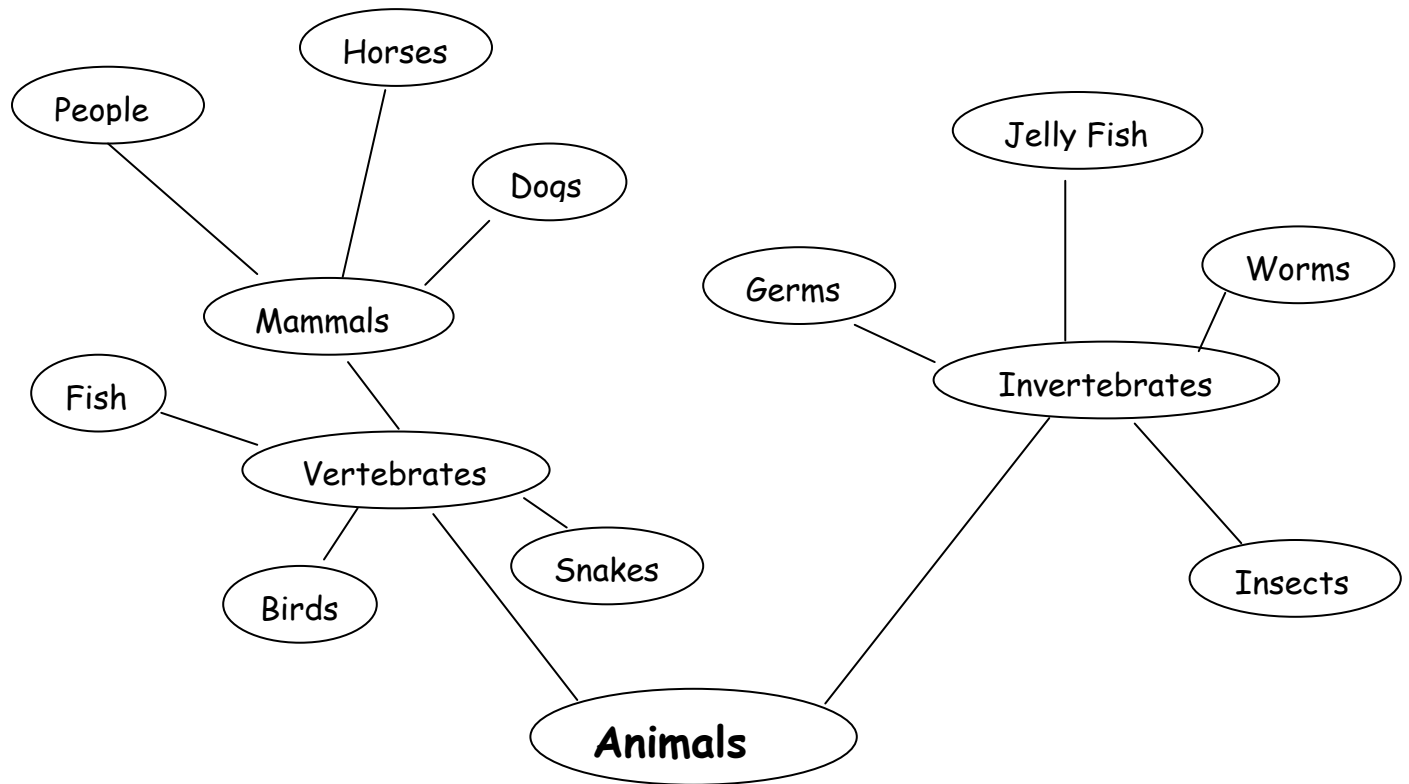 Horses
People
Jelly Fish
Dogs
Worms
Germs
Mammals
Invertebrates
Fish
Vertebrates
Snakes
Insects
Birds
Animals